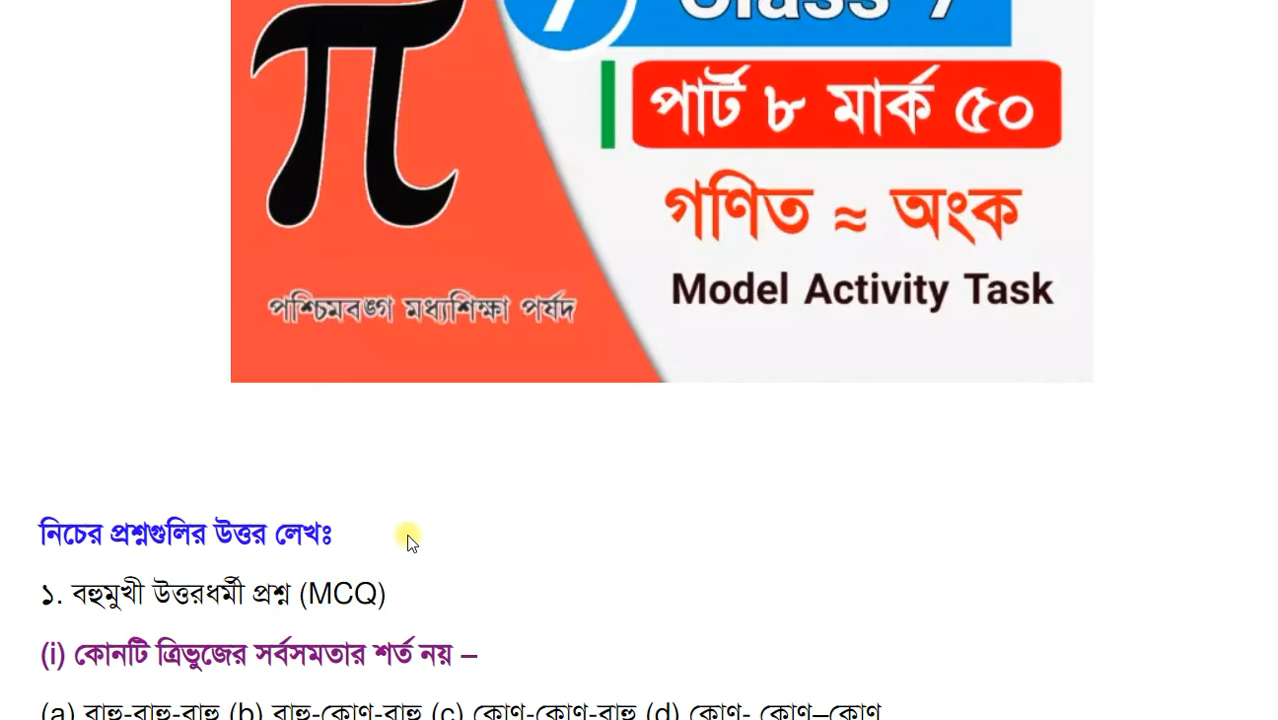 7 Class 7
পার্ট ৮ মার্ক ৫০
গণিত ≈ অংক
Model Activity Task
পশ্চিমবঙ্গ মধ্যশিক্ষা পর্ষদ
নিচের প্রশ্নগুলির উত্তর লেখঃ
১. বহুমুখী উত্তরধর্মী প্রশ্ন (MCQ)
(i) কোনটি ত্রিভুজের সর্বসমতার শর্ত নয় –
(a) বাহু-বাহু-বাহু (b) বাহু-কোণ-বাহু (c) কোণ-কোণ-বাহু (d) কোণ- কোণ–কোণ